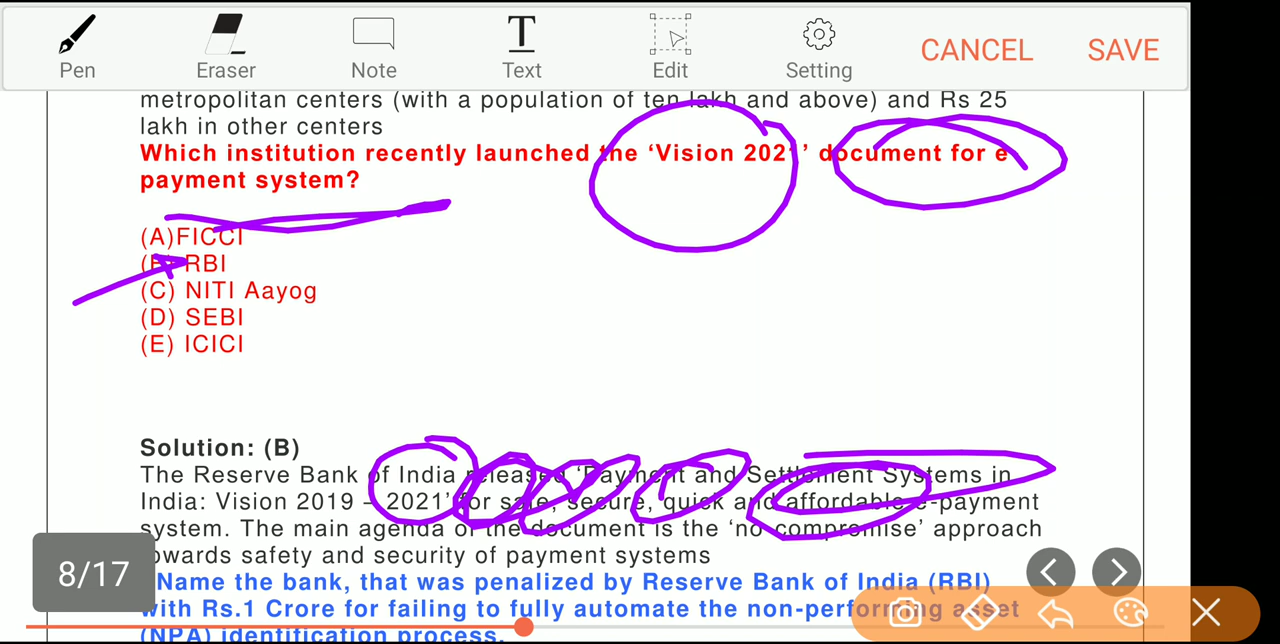 Pen Eraser Note Text Edit Setting CANCEL SAVE
metropolitan centers (with a population of ten lakh and above) and Rs 25
lakh in other centers
Which institution recently launched the ‘Vision 2021’ document for e
payment system?
(A)FICCI
(B) RBI
(C) NITI Aayog
(D) SEBI
(E) ICICI
Solution: (B)
The Reserve Bank of India released ‘Payment and Settlement Systems in
India: Vision 2019 – 2021’ for safe, secure, quick and affordable e-payment
system. The main agenda of the document is the ‘no-compromise’ approach
towards safety and security of payment systems
8/17
Name the bank, that was penalized by Reserve Bank of India (RBI)
with Rs.1 Crore for failing to fully automate the non-performing asset
(NPA) identification process.